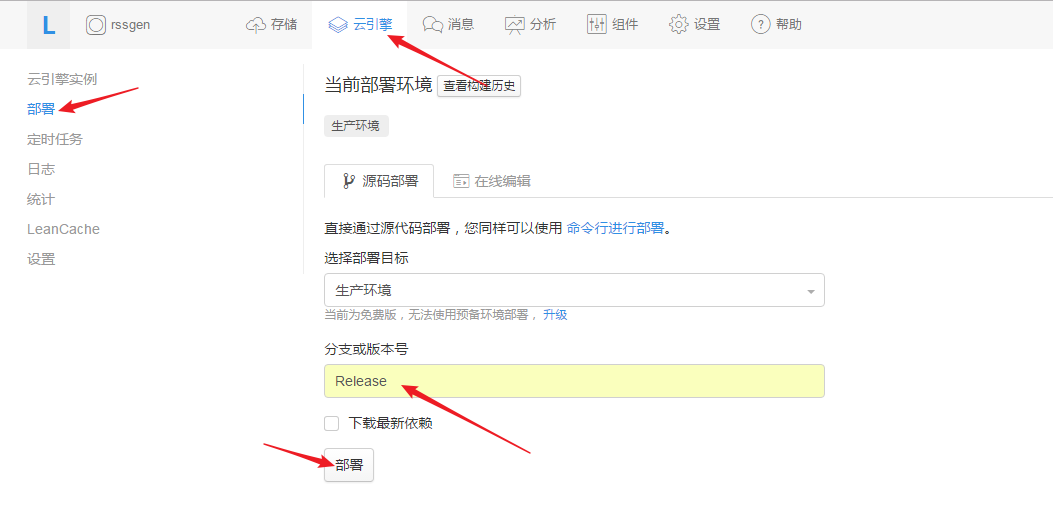 L rssgen 存储 云引擎 消息 分析 组件 设置 ? 帮助
云引擎实例
部署
定时任务
日志
统计
LeanCache
设置
当前部署环境 查看构建历史
生产环境
源码部署 在线编辑
直接通过源代码部署，您同样可以使用 命令行进行部署。
选择部署目标
生产环境
当前为免费版，无法使用预备环境部署， 升级
分支或版本号
Release
下载最新依赖
部署